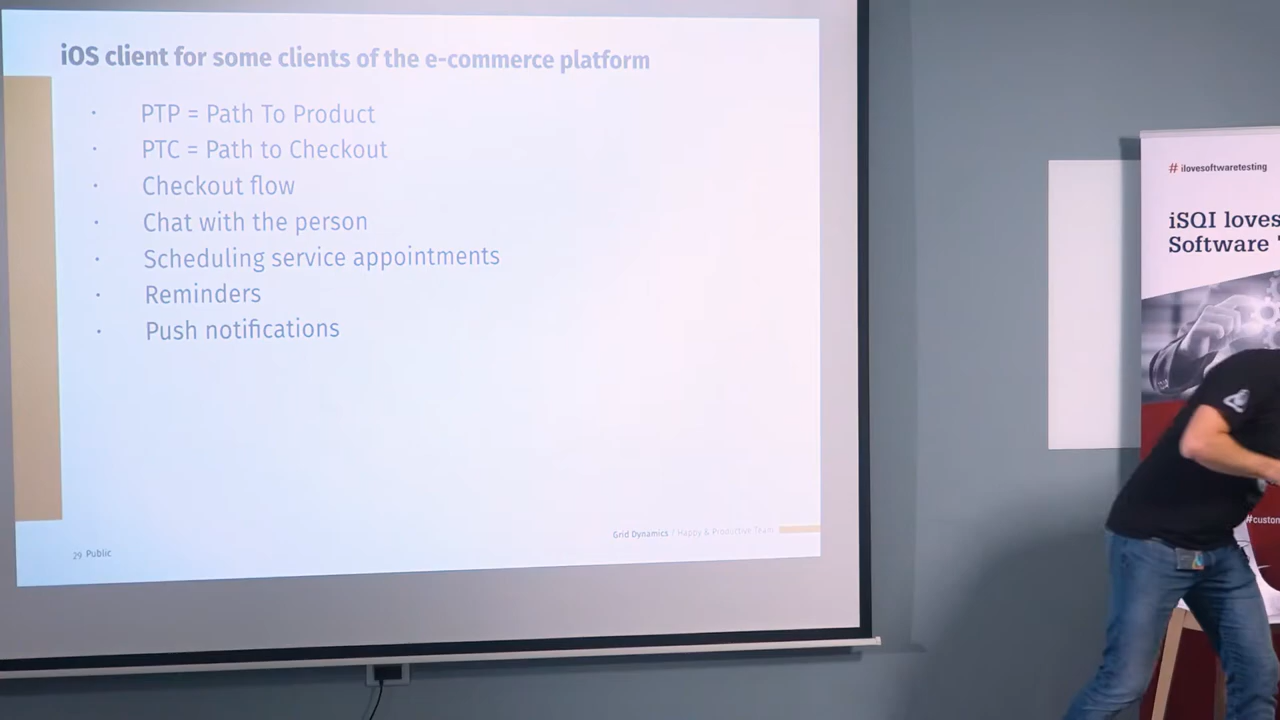 iOS client for some clients of the e-commerce platform
· PTP = Path To Product
· PTC = Path to Checkout
· Checkout flow
· Chat with the person
· Scheduling service appointments
· Reminders
· Push notifications
Grid Dynamics / Happy & Productive Team
29 Public
# ilovesoftwaretesting
iSQI loves
Software
#custom